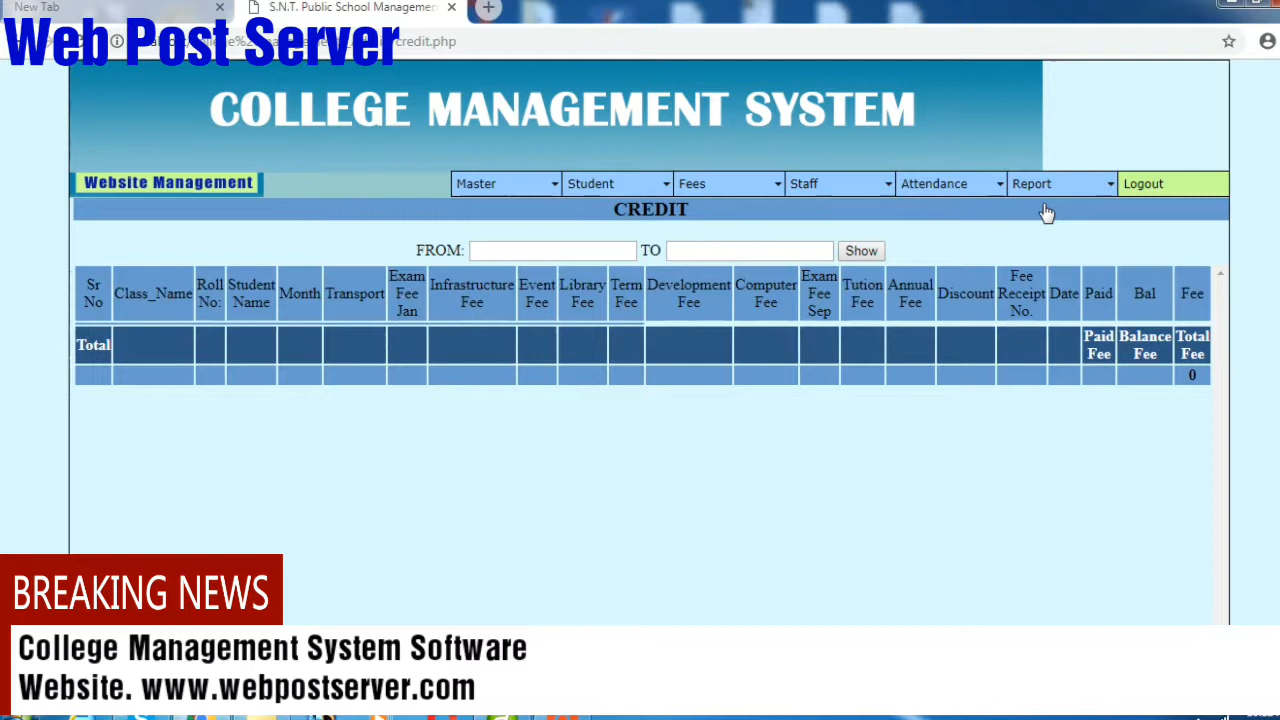 New Tab
S.N.T. Public School Managemen
Web Post Server
credit.php
COLLEGE MANAGEMENT SYSTEM
Website Management
Master
Student
Fees
Staff
Attendance
Report
Logout
CREDIT
FROM: TO Show
Sr No
Class_Name
Roll No:
Student Name
Month
Transport
Exam Fee Jan
Infrastructure Fee
Event Fee
Library Fee
Term Fee
Development Fee
Computer Fee
Exam Fee Sep
Tution Fee
Annual Fee
Discount
Fee Receipt No.
Date
Paid
Bal
Fee
Total
Paid Fee
Balance Fee
Total Fee
0
BREAKING NEWS
College Management System Software
Website. www.webpostserver.com